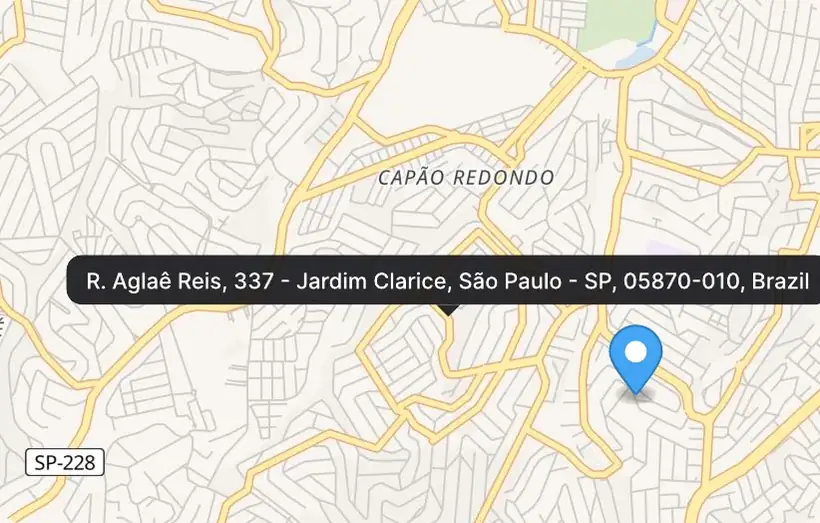 CAPÃO REDONDO
R. Aglaê Reis, 337 - Jardim Clarice, São Paulo - SP, 05870-010, Brazil
SP-228